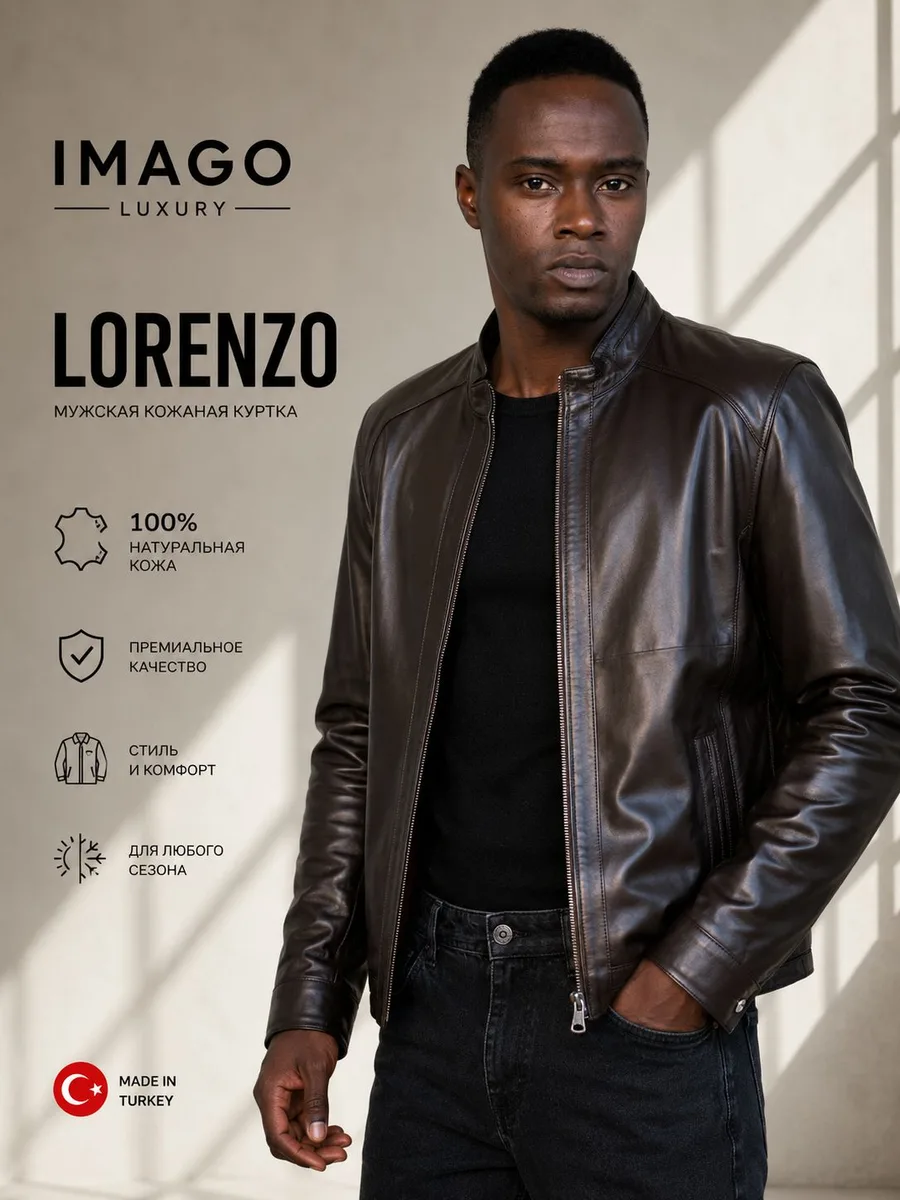 IMAGO
LUXURY
LORENZO
МУЖСКАЯ КОЖАНАЯ КУРТКА
100%
НАТУРАЛЬНАЯ
КОЖА
ПРЕМИАЛЬНОЕ
КАЧЕСТВО
СТИЛЬ
И КОМФОРТ
ДЛЯ ЛЮБОГО
СЕЗОНА
MADE IN
TURKEY